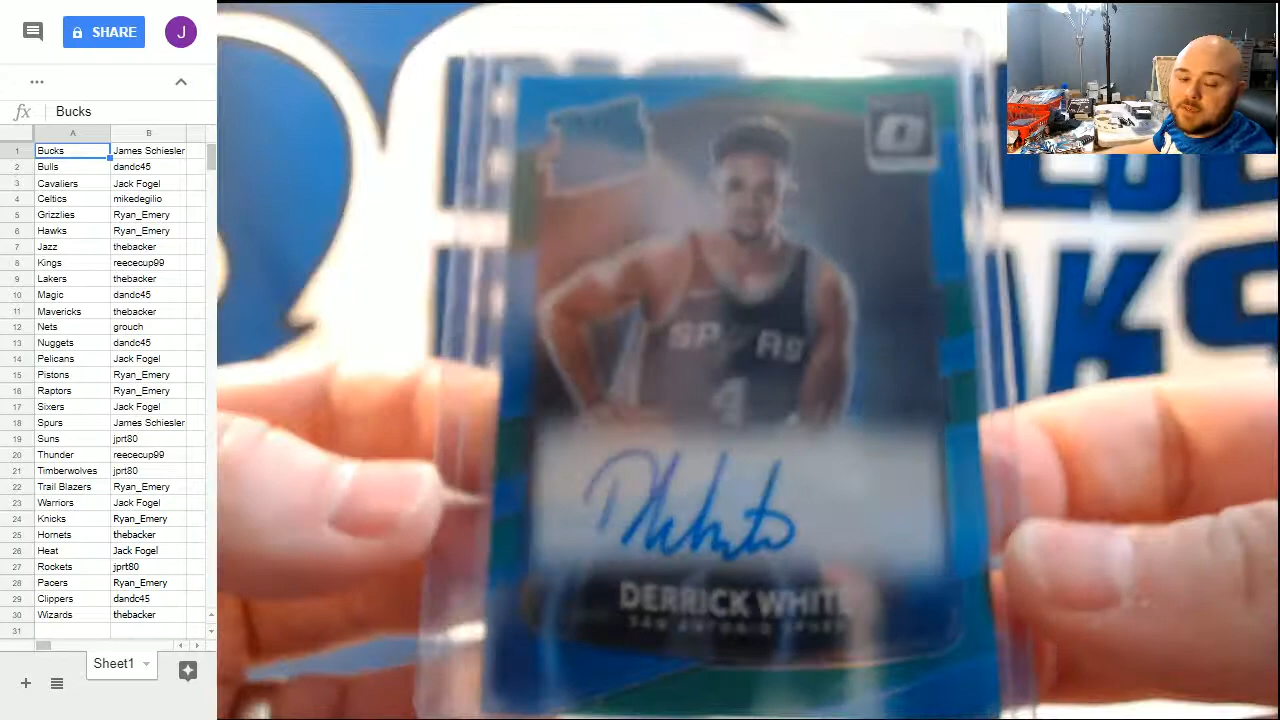 SHARE
J
...
fx Bucks
A B
1 Bucks James Schiesler
2 Bulls dandc45
3 Cavaliers Jack Fogel
4 Celtics mikedegilio
5 Grizzlies Ryan_Emery
6 Hawks Ryan_Emery
7 Jazz thebacker
8 Kings reececup99
9 Lakers thebacker
10 Magic dandc45
11 Mavericks thebacker
12 Nets grouch
13 Nuggets dandc45
14 Pelicans Jack Fogel
15 Pistons Ryan_Emery
16 Raptors Ryan_Emery
17 Sixers Jack Fogel
18 Spurs James Schiesler
19 Suns jprt80
20 Thunder reececup99
21 Timberwolves jprt80
22 Trail Blazers Ryan_Emery
23 Warriors Jack Fogel
24 Knicks Ryan_Emery
25 Hornets thebacker
26 Heat Jack Fogel
27 Rockets jprt80
28 Pacers Ryan_Emery
29 Clippers dandc45
30 Wizards thebacker
31
Sheet1
SPURS
4
DERRICK WHITE
SAN ANTONIO SPURS